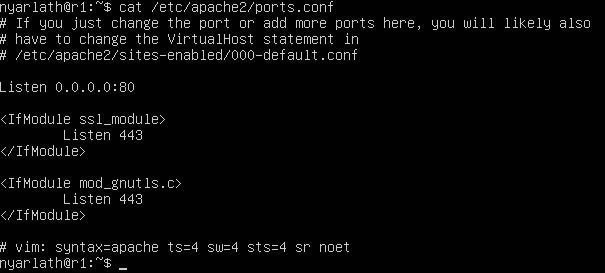 nyarlath@r1:~$ cat /etc/apache2/ports.conf
# If you just change the port or add more ports here, you will likely also
# have to change the VirtualHost statement in
# /etc/apache2/sites-enabled/000-default.conf
Listen 0.0.0.0:80
<IfModule ssl_module>
        Listen 443
</IfModule>
<IfModule mod_gnutls.c>
        Listen 443
</IfModule>
# vim: syntax=apache ts=4 sw=4 sts=4 sr noet
nyarlath@r1:~$ _